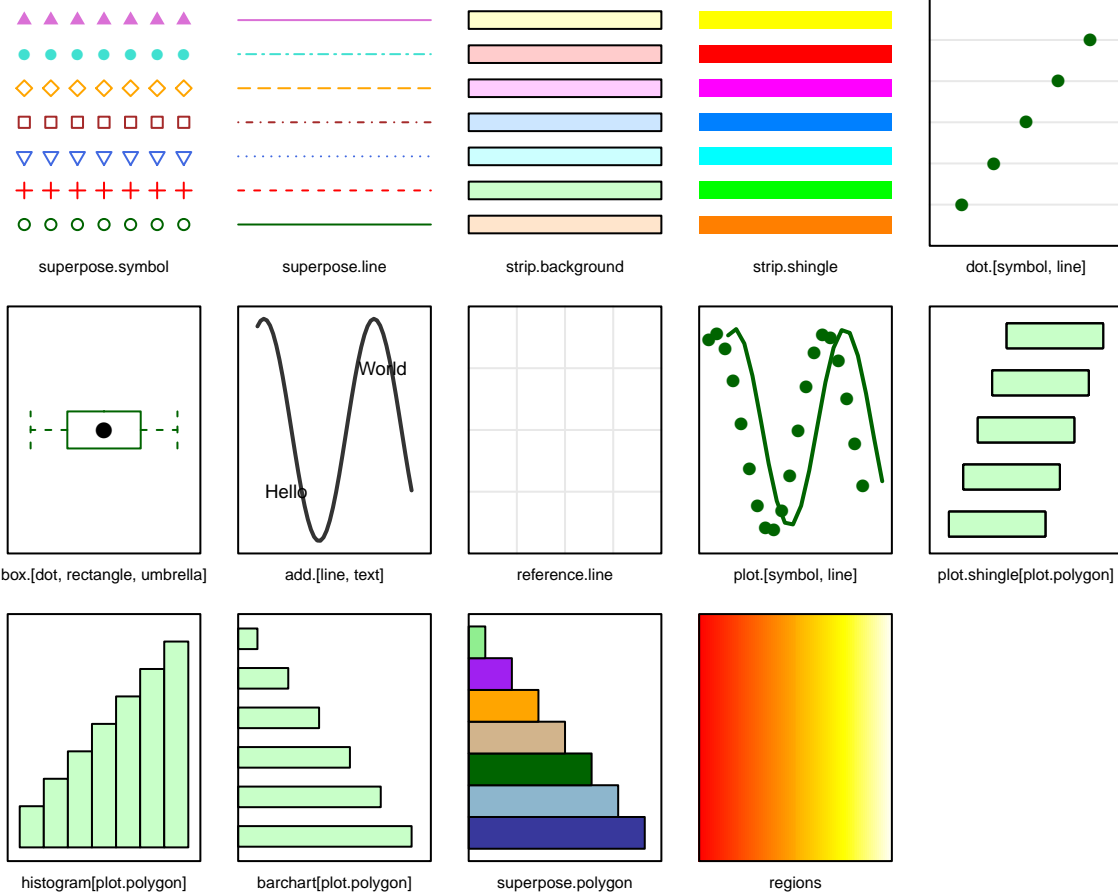 superpose.symbol
superpose.line
strip.background
strip.shingle
dot.[symbol, line]
World
Hello
box.[dot, rectangle, umbrella]
add.[line, text]
reference.line
plot.[symbol, line]
plot.shingle[plot.polygon]
histogram[plot.polygon]
barchart[plot.polygon]
superpose.polygon
regions